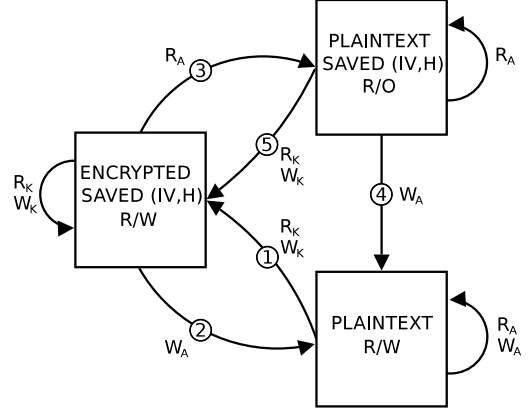 R_A
③
PLAINTEXT
SAVED (IV,H)
R/O
R_A
⑤
R_K
W_K
ENCRYPTED
SAVED (IV,H)
R/W
R_K
W_K
④ W_A
①
R_K
W_K
②
W_A
PLAINTEXT
R/W
R_A
W_A